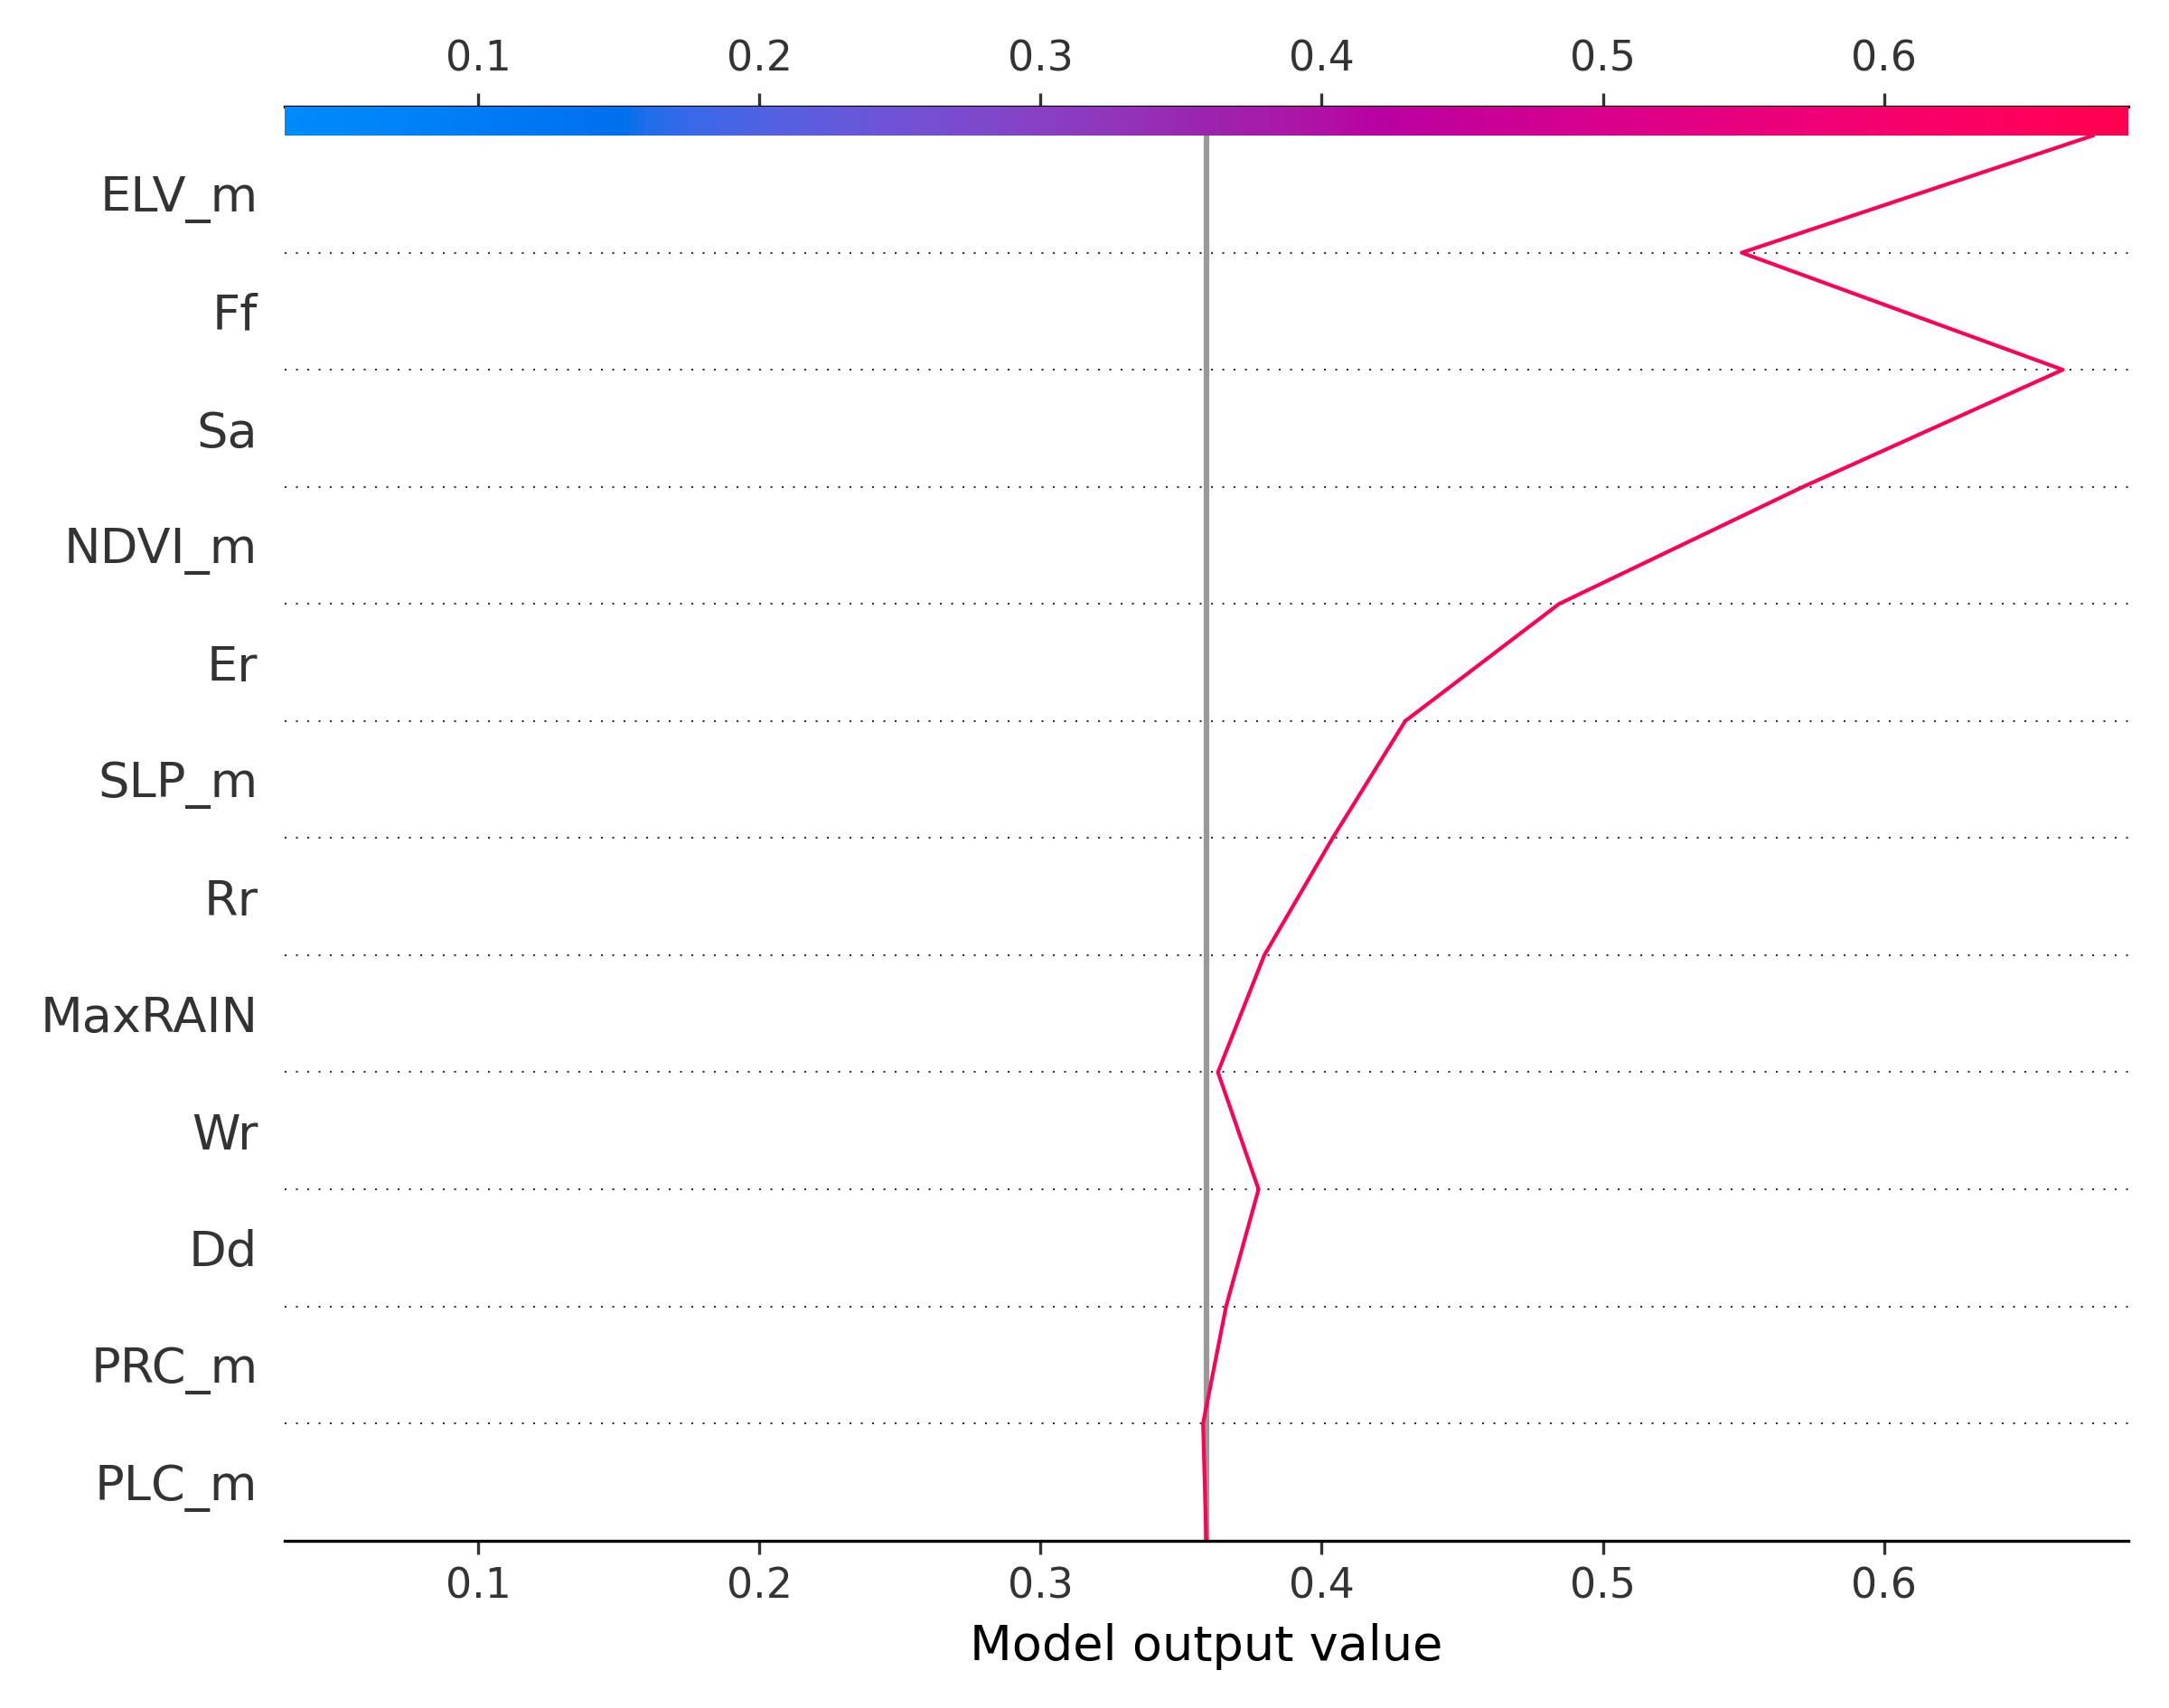 0.1 0.2 0.3 0.4 0.5 0.6
ELV_m
Ff
Sa
NDVI_m
Er
SLP_m
Rr
MaxRAIN
Wr
Dd
PRC_m
PLC_m
0.1 0.2 0.3 0.4 0.5 0.6
Model output value